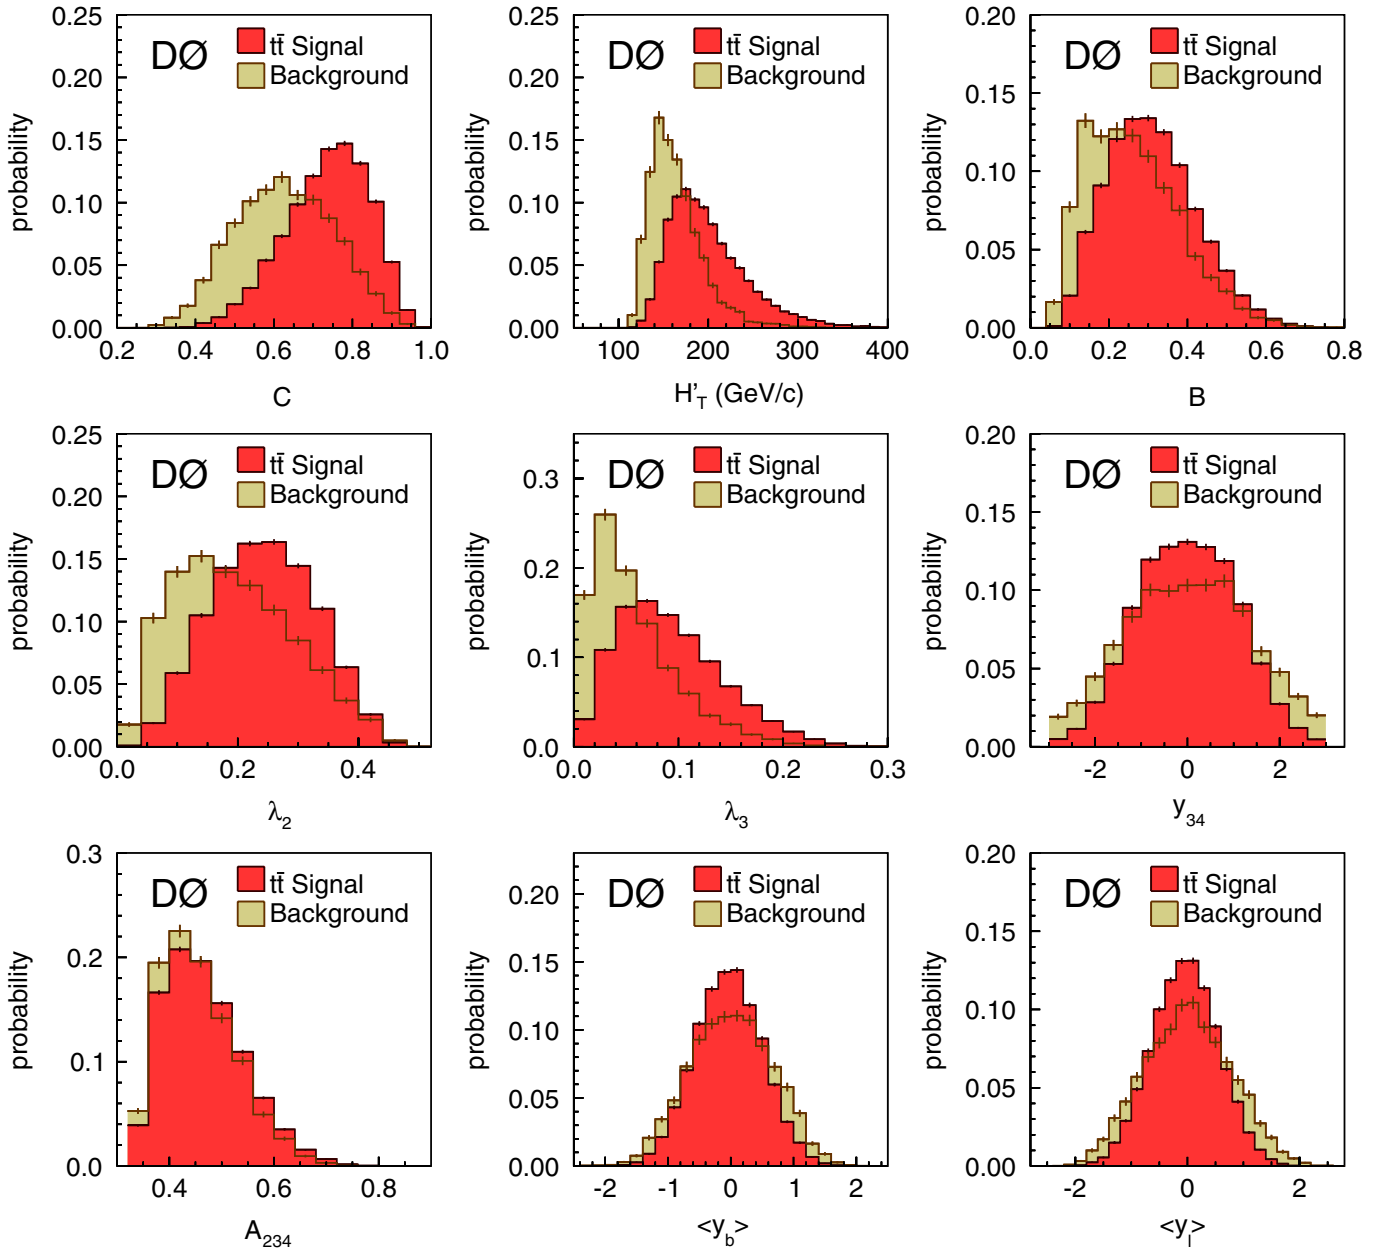 0.25
0.20
0.15
0.10
0.05
0.00
probability
DØ
tt̄ Signal
Background
0.2 0.4 0.6 0.8 1.0
C
0.25
0.20
0.15
0.10
0.05
0.00
probability
DØ
tt̄ Signal
Background
100 200 300 400
H'_T (GeV/c)
0.20
0.15
0.10
0.05
0.00
probability
DØ
tt̄ Signal
Background
0.0 0.2 0.4 0.6 0.8
B
0.25
0.20
0.15
0.10
0.05
0.00
probability
DØ
tt̄ Signal
Background
0.0 0.2 0.4
λ_2
0.3
0.2
0.1
0.0
probability
DØ
tt̄ Signal
Background
0.0 0.1 0.2 0.3
λ_3
0.20
0.15
0.10
0.05
0.00
probability
DØ
tt̄ Signal
Background
-2 0 2
y_34
0.3
0.2
0.1
0.0
probability
DØ
tt̄ Signal
Background
0.4 0.6 0.8
A_234
0.20
0.15
0.10
0.05
0.00
probability
DØ
tt̄ Signal
Background
-2 -1 0 1 2
<y_b>
0.20
0.15
0.10
0.05
0.00
probability
DØ
tt̄ Signal
Background
-2 0 2
<y_l>